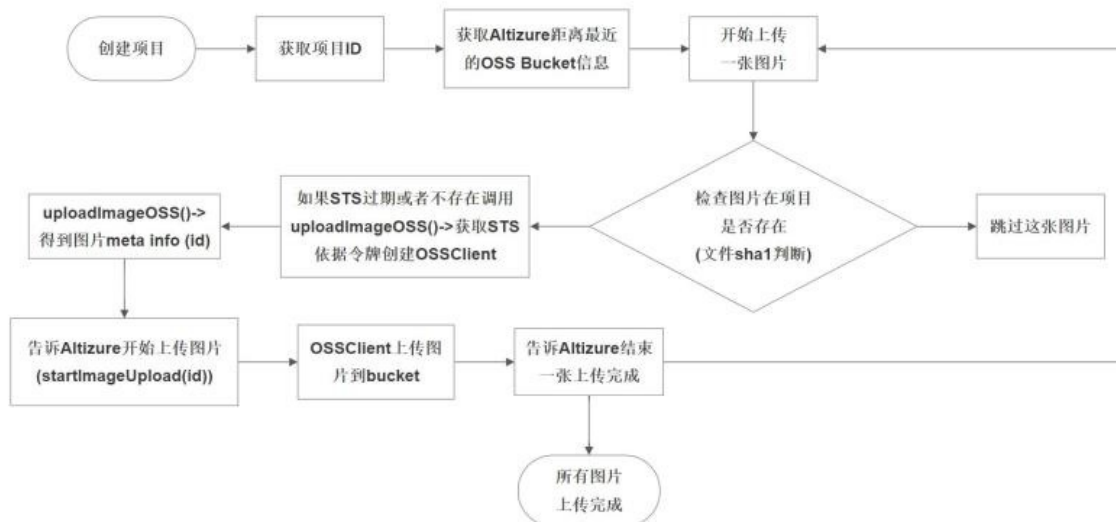 创建项目
获取项目ID
获取Altizure距离最近
的OSS Bucket信息
开始上传
一张图片
检查图片在项目
是否存在
(文件sha1判断)
跳过这张图片
如果STS过期或者不存在调用
uploadImageOSS()->获取STS
依据令牌创建OSSClient
uploadImageOSS()->
得到图片meta info (id)
告诉Altizure开始上传图片
(startImageUpload(id))
OSSClient上传图
片到bucket
告诉Altizure结束
一张上传完成
所有图片
上传完成